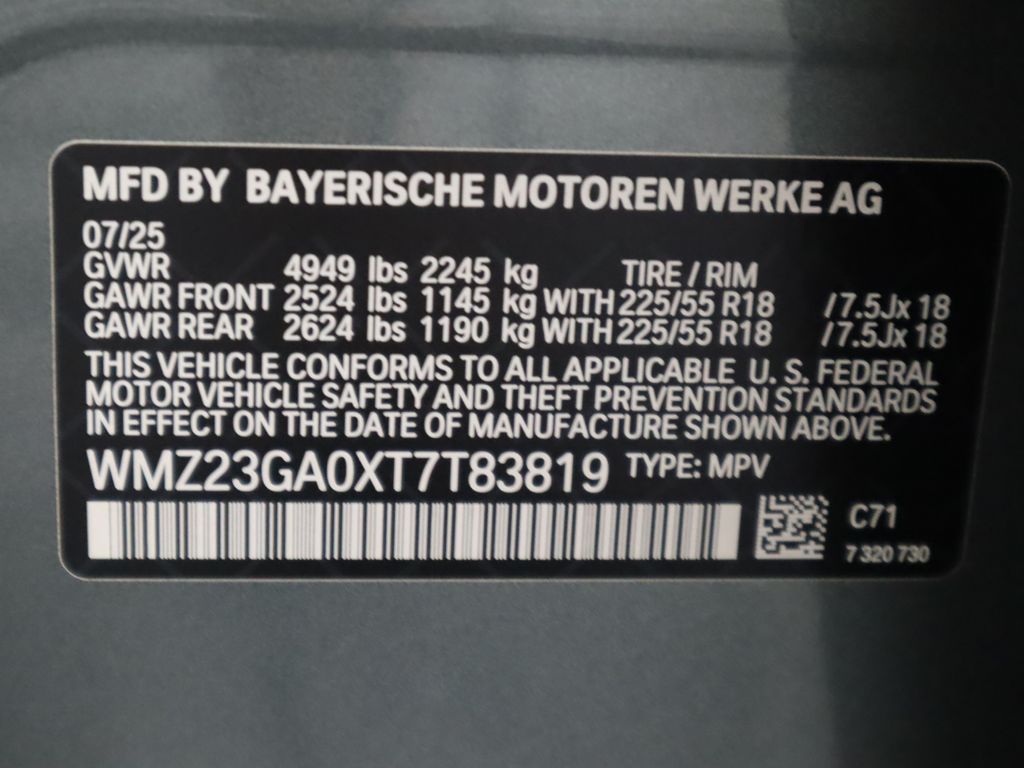 MFD BY BAYERISCHE MOTOREN WERKE AG
07/25
GVWR 4949 lbs 2245 kg TIRE / RIM
GAWR FRONT 2524 lbs 1145 kg WITH 225/55 R18 /7.5Jx 18
GAWR REAR 2624 lbs 1190 kg WITH 225/55 R18 /7.5Jx 18
THIS VEHICLE CONFORMS TO ALL APPLICABLE U. S. FEDERAL
MOTOR VEHICLE SAFETY AND THEFT PREVENTION STANDARDS
IN EFFECT ON THE DATE OF MANUFACTURE SHOWN ABOVE.
WMZ23GA0XT7T83819 TYPE: MPV
C71
7 320 730